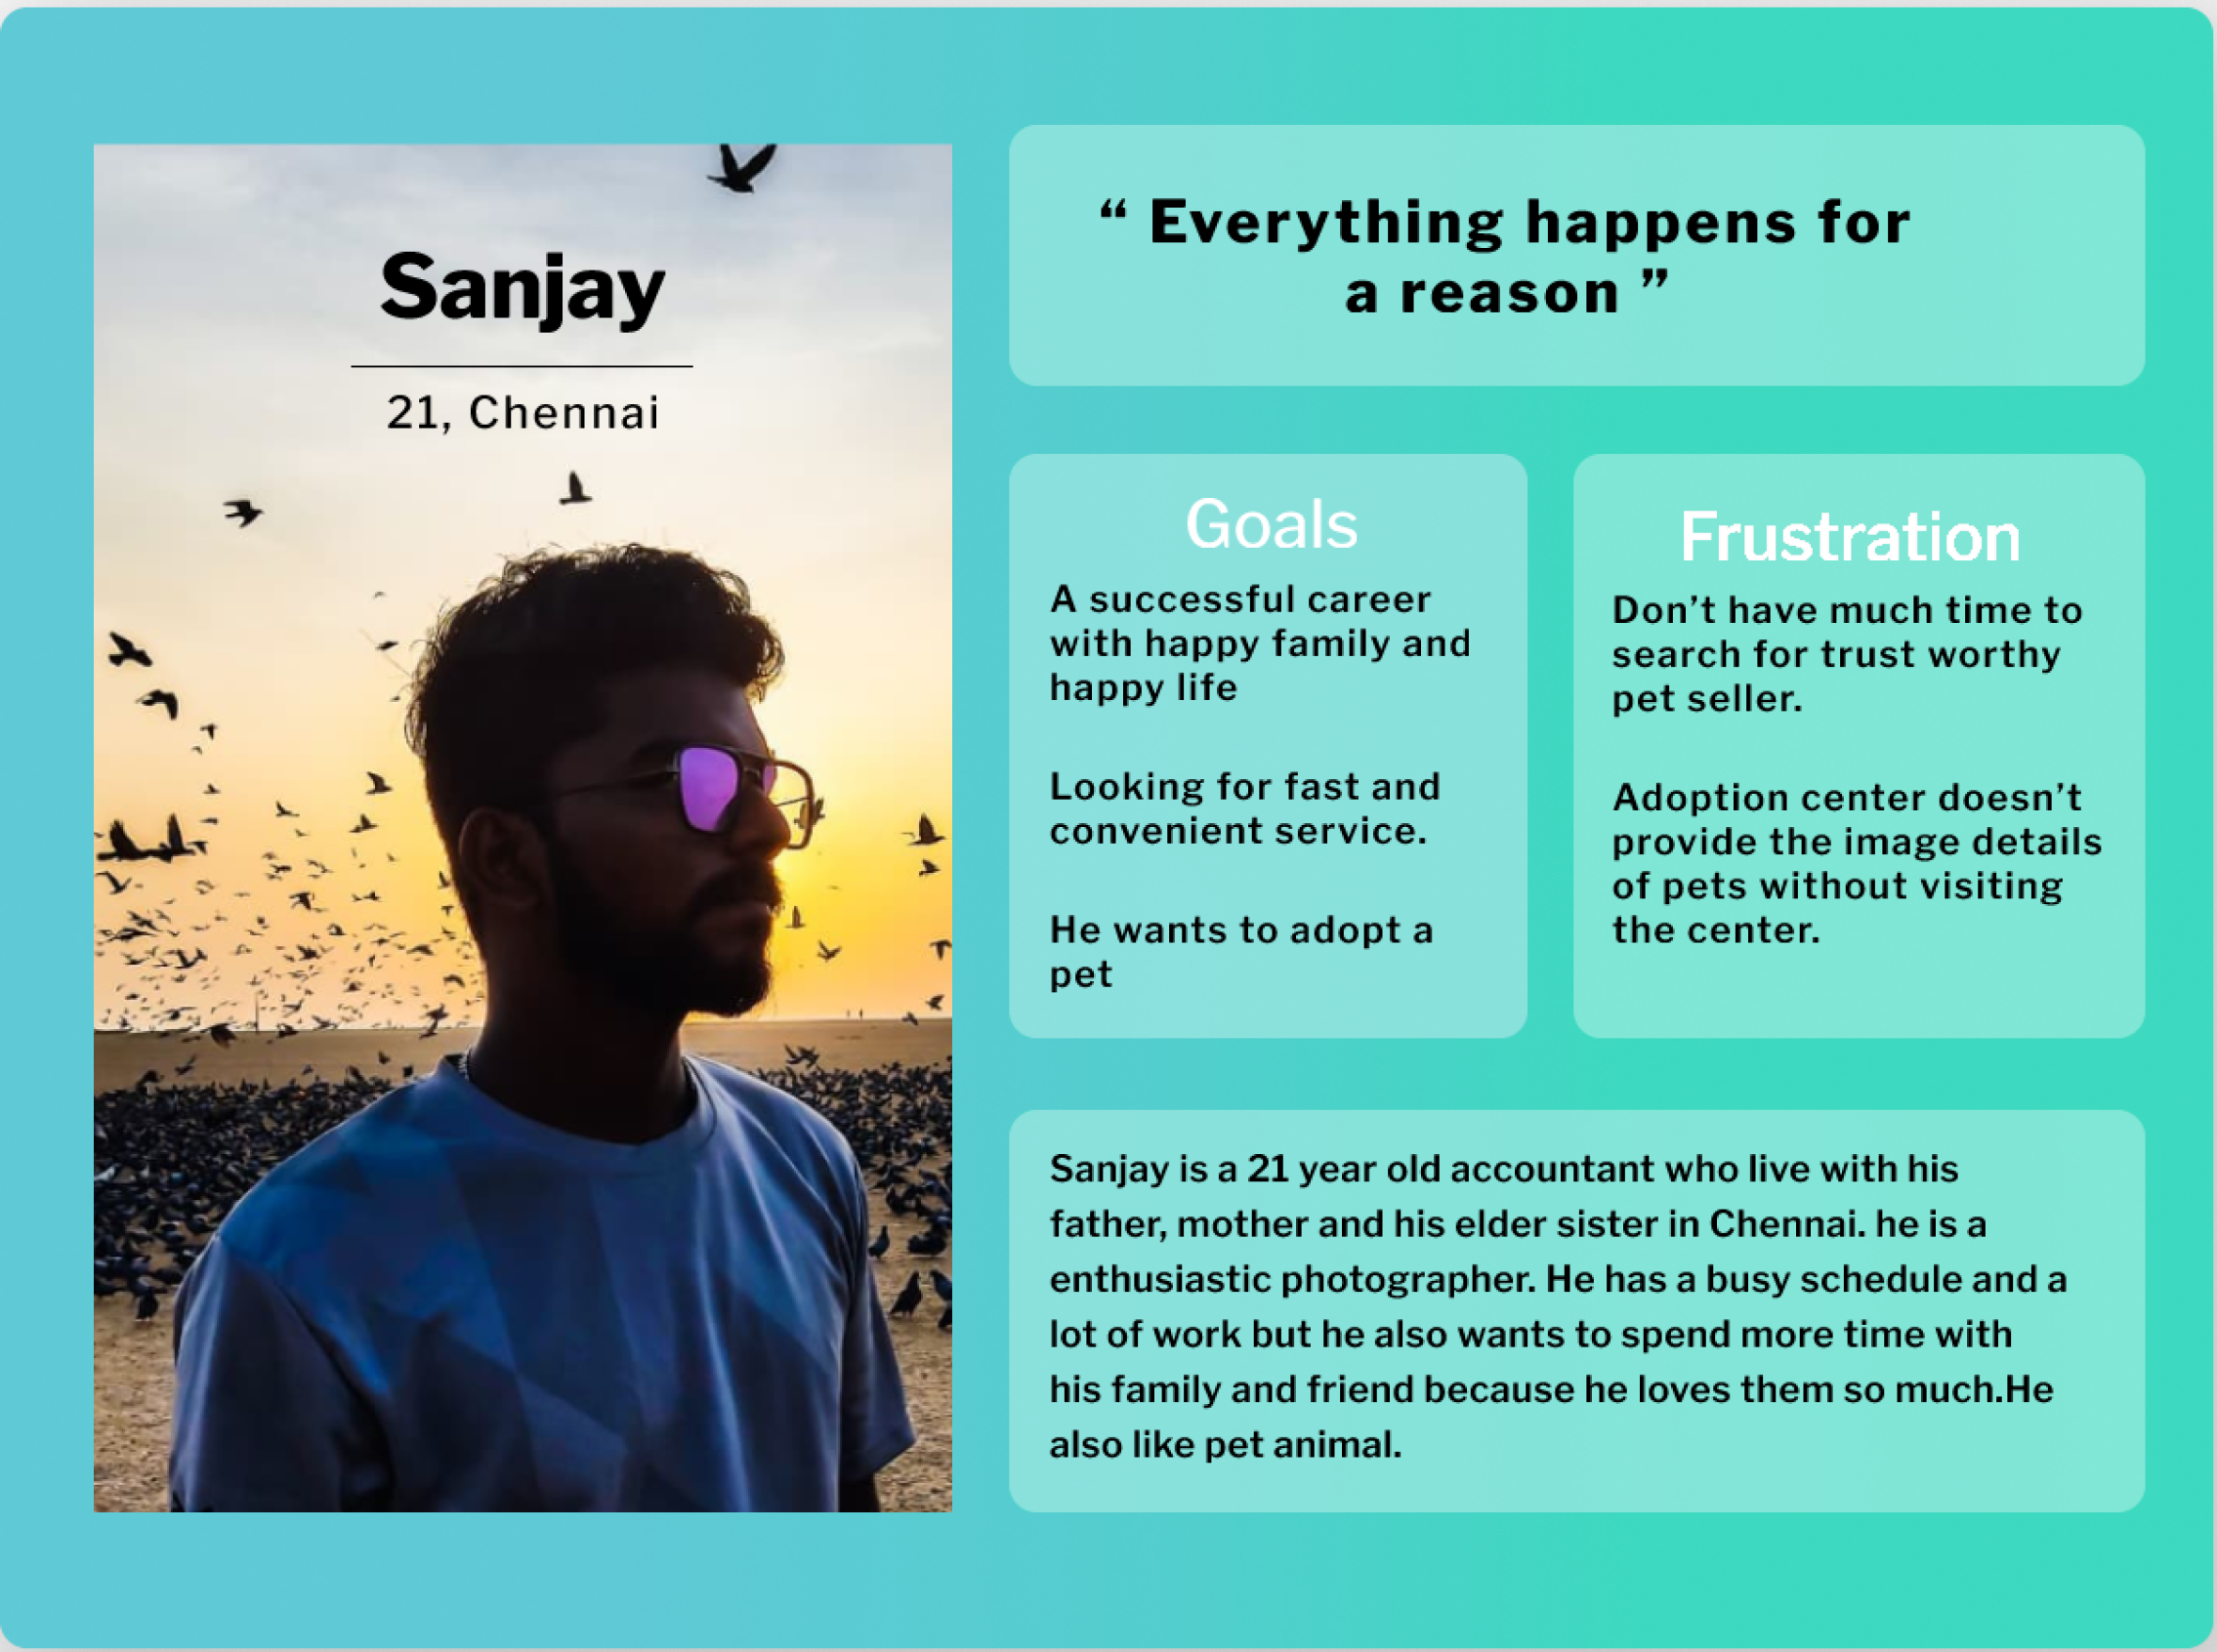 Sanjay
21, Chennai
“ Everything happens for
a reason ”
Goals
A successful career
with happy family and
happy life
Looking for fast and
convenient service.
He wants to adopt a
pet
Frustration
Don’t have much time to
search for trust worthy
pet seller.
Adoption center doesn’t
provide the image details
of pets without visiting
the center.
Sanjay is a 21 year old accountant who live with his
father, mother and his elder sister in Chennai. he is a
enthusiastic photographer. He has a busy schedule and a
lot of work but he also wants to spend more time with
his family and friend because he loves them so much.He
also like pet animal.